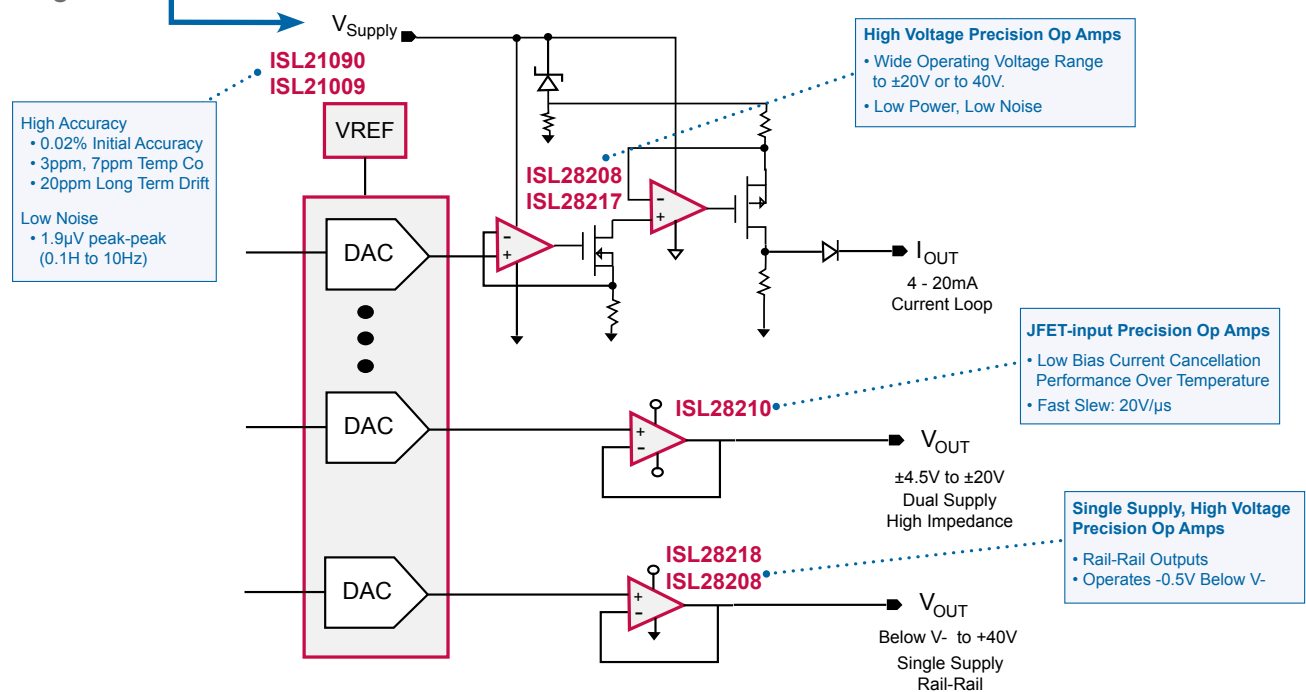 VSupply
ISL21090
ISL21009
High Accuracy
• 0.02% Initial Accuracy
• 3ppm, 7ppm Temp Co
• 20ppm Long Term Drift
Low Noise
• 1.9µV peak-peak
(0.1H to 10Hz)
VREF
High Voltage Precision Op Amps
• Wide Operating Voltage Range
to ±20V or to 40V.
• Low Power, Low Noise
ISL28208
ISL28217
-
+
-
+
DAC
IOUT
4 - 20mA
Current Loop
JFET-input Precision Op Amps
• Low Bias Current Cancellation
Performance Over Temperature
• Fast Slew: 20V/µs
ISL28210
DAC
+
-
VOUT
±4.5V to ±20V
Dual Supply
High Impedance
Single Supply, High Voltage
Precision Op Amps
• Rail-Rail Outputs
• Operates -0.5V Below V-
ISL28218
ISL28208
DAC
+
-
VOUT
Below V- to +40V
Single Supply
Rail-Rail